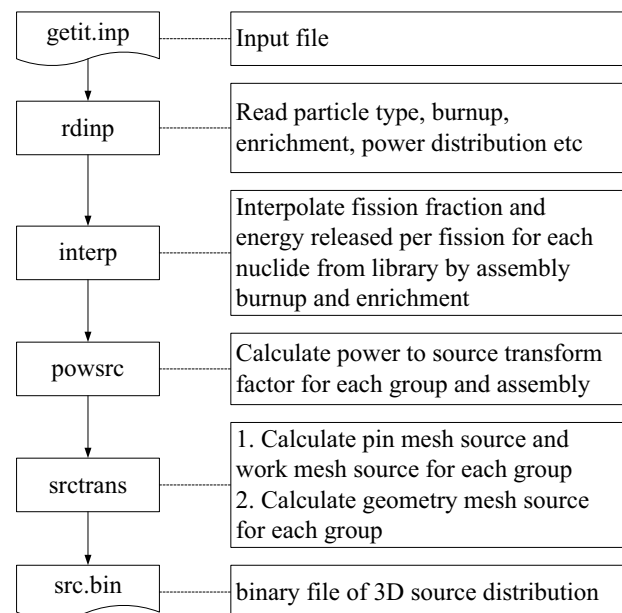 getit.inp
Input file
rdinp
Read particle type, burnup,
enrichment, power distribution etc
interp
Interpolate fission fraction and
energy released per fission for each
nuclide from library by assembly
burnup and enrichment
powsrc
Calculate power to source transform
factor for each group and assembly
srctrans
1. Calculate pin mesh source and
work mesh source for each group
2. Calculate geometry mesh source
for each group
src.bin
binary file of 3D source distribution